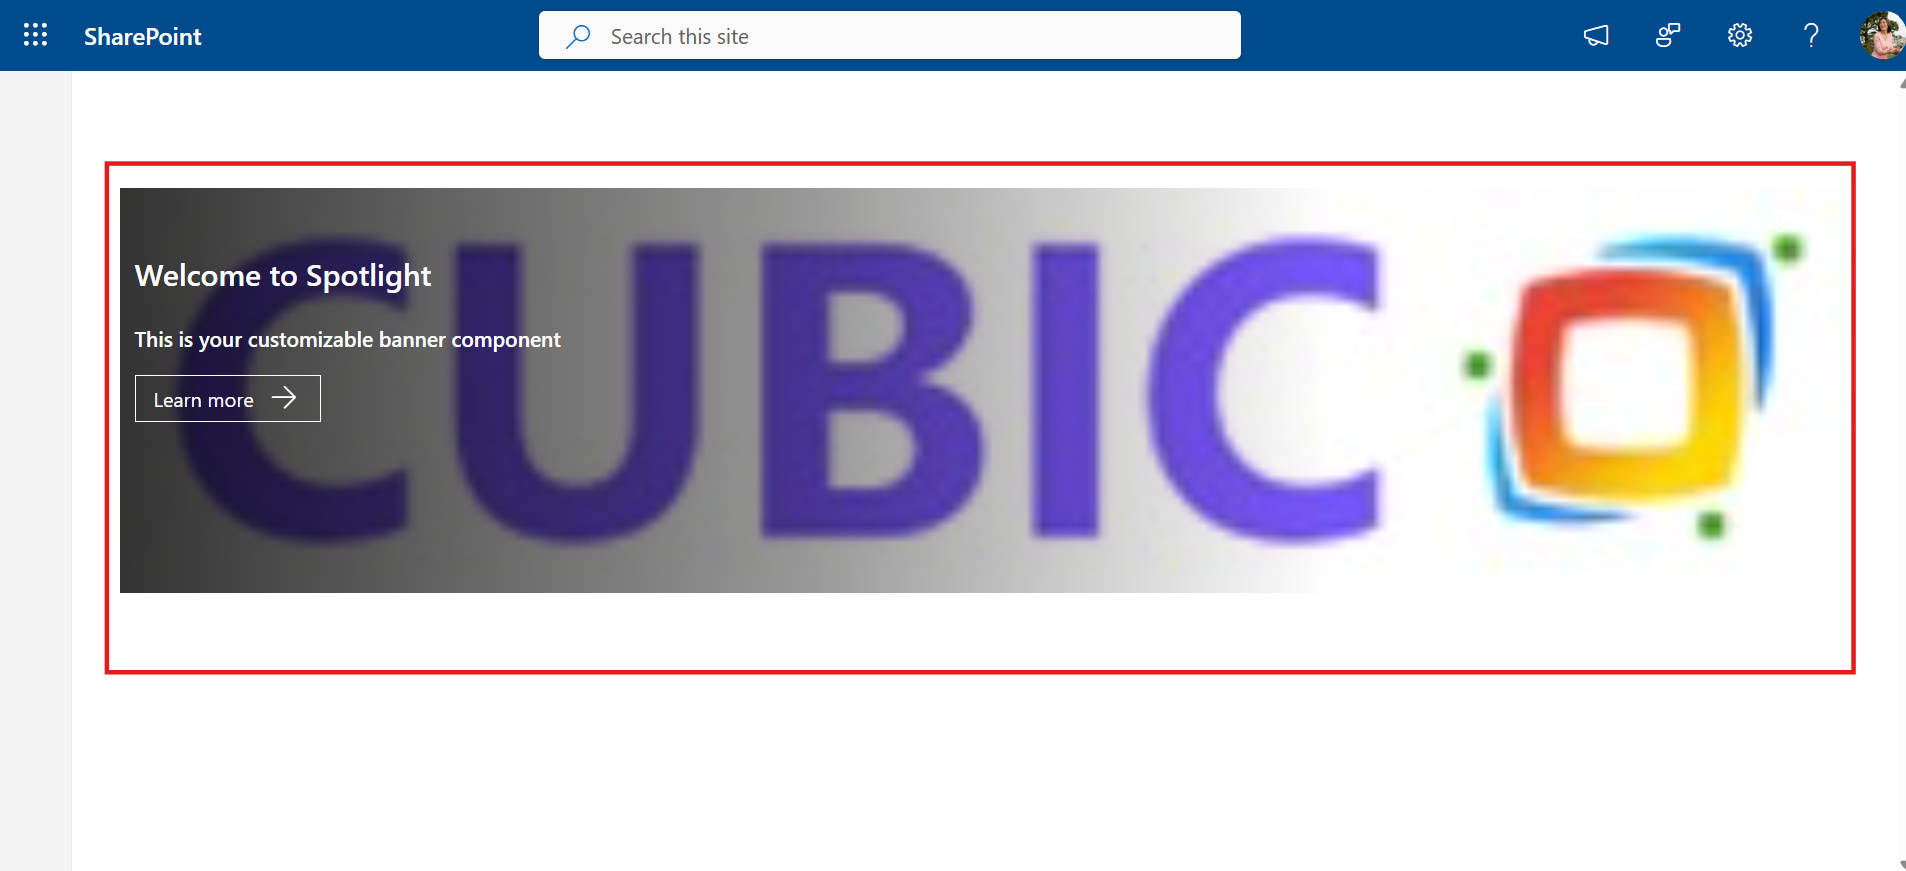 SharePoint
Search this site
CUBIC
Welcome to Spotlight
This is your customizable banner component
Learn more